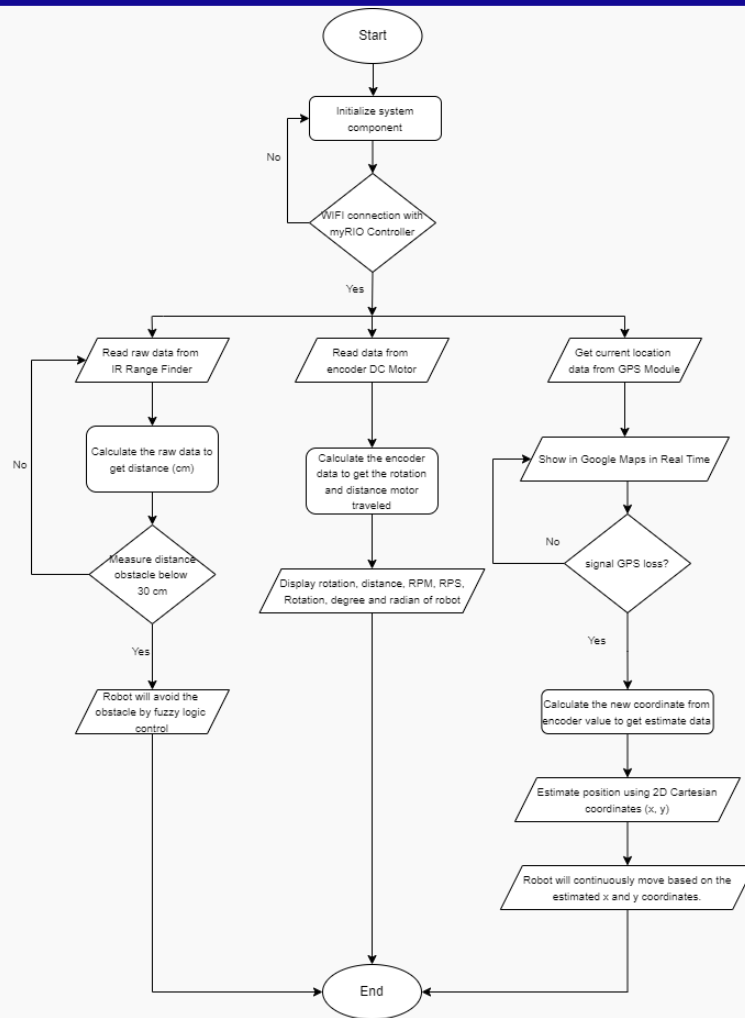 Start
Initialize system
component
No
WIFI connection with
myRIO Controller
Yes
Read raw data from
IR Range Finder
Read data from
encoder DC Motor
Get current location
data from GPS Module
Calculate the raw data to
get distance (cm)
No
Calculate the encoder
data to get the rotation
and distance motor
traveled
Show in Google Maps in Real Time
No
Measure distance
obstacle below
30 cm
signal GPS loss?
Display rotation, distance, RPM, RPS,
Rotation, degree and radian of robot
Yes
Yes
Robot will avoid the
obstacle by fuzzy logic
control
Calculate the new coordinate from
encoder value to get estimate data
Estimate position using 2D Cartesian
coordinates (x, y)
Robot will continuously move based on the
estimated x and y coordinates.
End